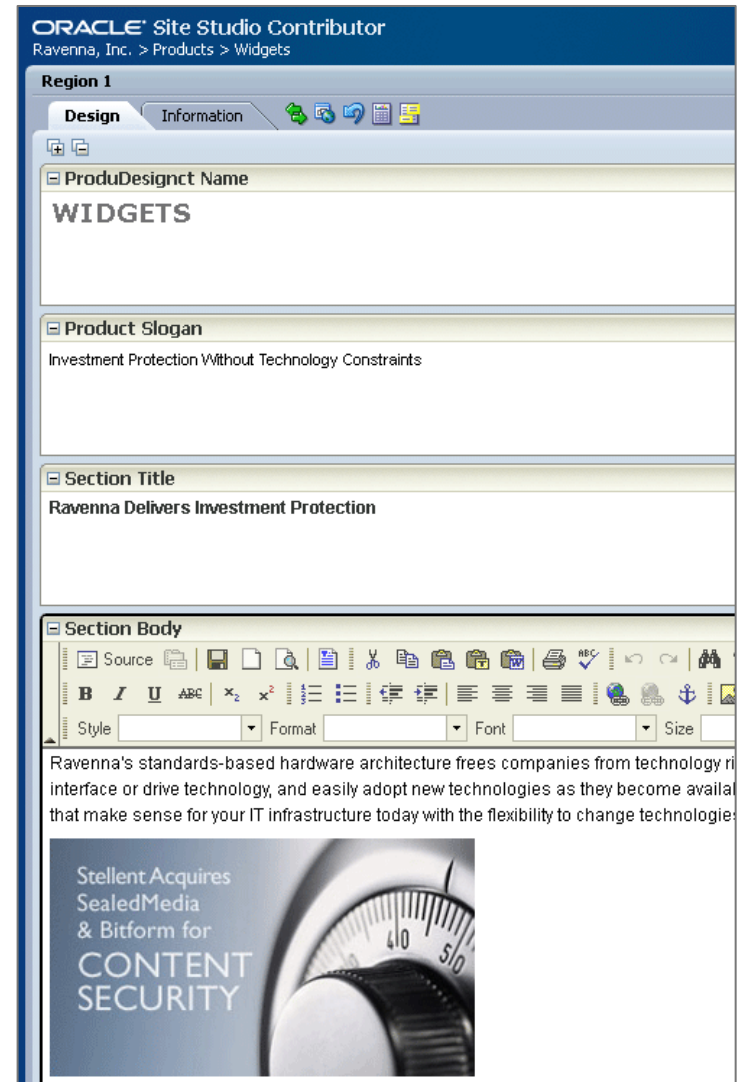 ORACLE Site Studio Contributor
Ravenna, Inc. > Products > Widgets
Region 1
Design Information
ProduDesignct Name
WIDGETS
Product Slogan
Investment Protection Without Technology Constraints
Section Title
Ravenna Delivers Investment Protection
Section Body
Source ABC
B I U ABC x₂ x²
Style Format Font Size
Ravenna's standards-based hardware architecture frees companies from technology
interface or drive technology, and easily adopt new technologies as they become
that make sense for your IT infrastructure today with the flexibility to change technologies
Stellent Acquires
SealedMedia
& Bitform for
CONTENT
SECURITY
40
50